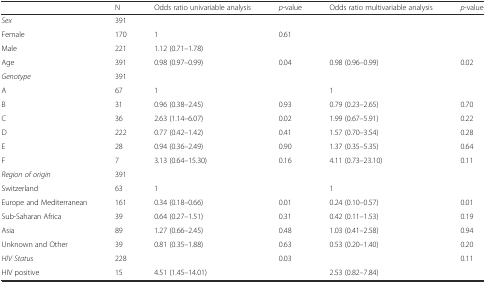 N Odds ratio univariable analysis p-value Odds ratio multivariable analysis p-value
Sex 391
Female 170 1 0.61
Male 221 1.12 (0.71–1.78)
Age 391 0.98 (0.97–0.99) 0.04 0.98 (0.96–0.99) 0.02
Genotype 391
A 67 1 1
B 31 0.96 (0.38–2.45) 0.93 0.79 (0.23–2.65) 0.70
C 36 2.63 (1.14–6.07) 0.02 1.99 (0.67–5.91) 0.22
D 222 0.77 (0.42–1.42) 0.41 1.57 (0.70–3.54) 0.28
E 28 0.94 (0.36–2.49) 0.90 1.37 (0.35–5.35) 0.64
F 7 3.13 (0.64–15.30) 0.16 4.11 (0.73–23.10) 0.11
Region of origin 391
Switzerland 63 1 1
Europe and Mediterranean 161 0.34 (0.18–0.66) 0.01 0.24 (0.10–0.57) 0.01
Sub-Saharan Africa 39 0.64 (0.27–1.51) 0.31 0.42 (0.11–1.53) 0.19
Asia 89 1.27 (0.66–2.45) 0.48 1.03 (0.41–2.58) 0.94
Unknown and Other 39 0.81 (0.35–1.88) 0.63 0.53 (0.20–1.40) 0.20
HIV Status 228 0.03 0.11
HIV positive 15 4.51 (1.45–14.01) 2.53 (0.82–7.84)